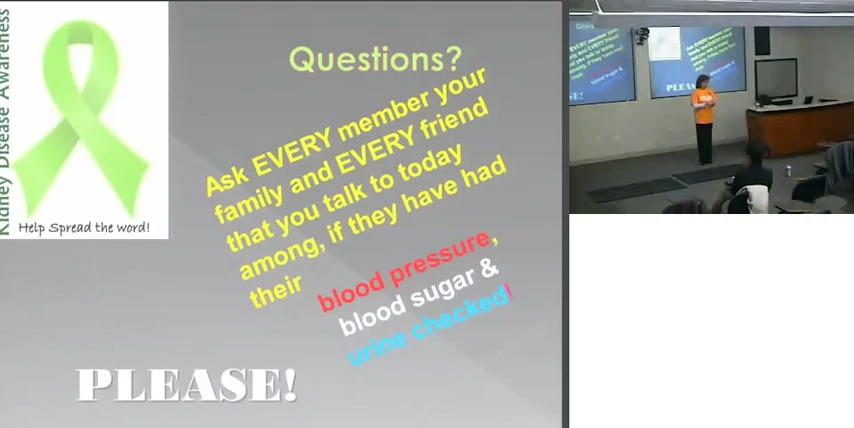 Kidney Disease Awareness
Help Spread the word!
Questions?
Ask EVERY member your
family and EVERY friend
that you talk to today
among, if they have had
their
blood pressure,
blood sugar &
urine checked!
PLEASE!